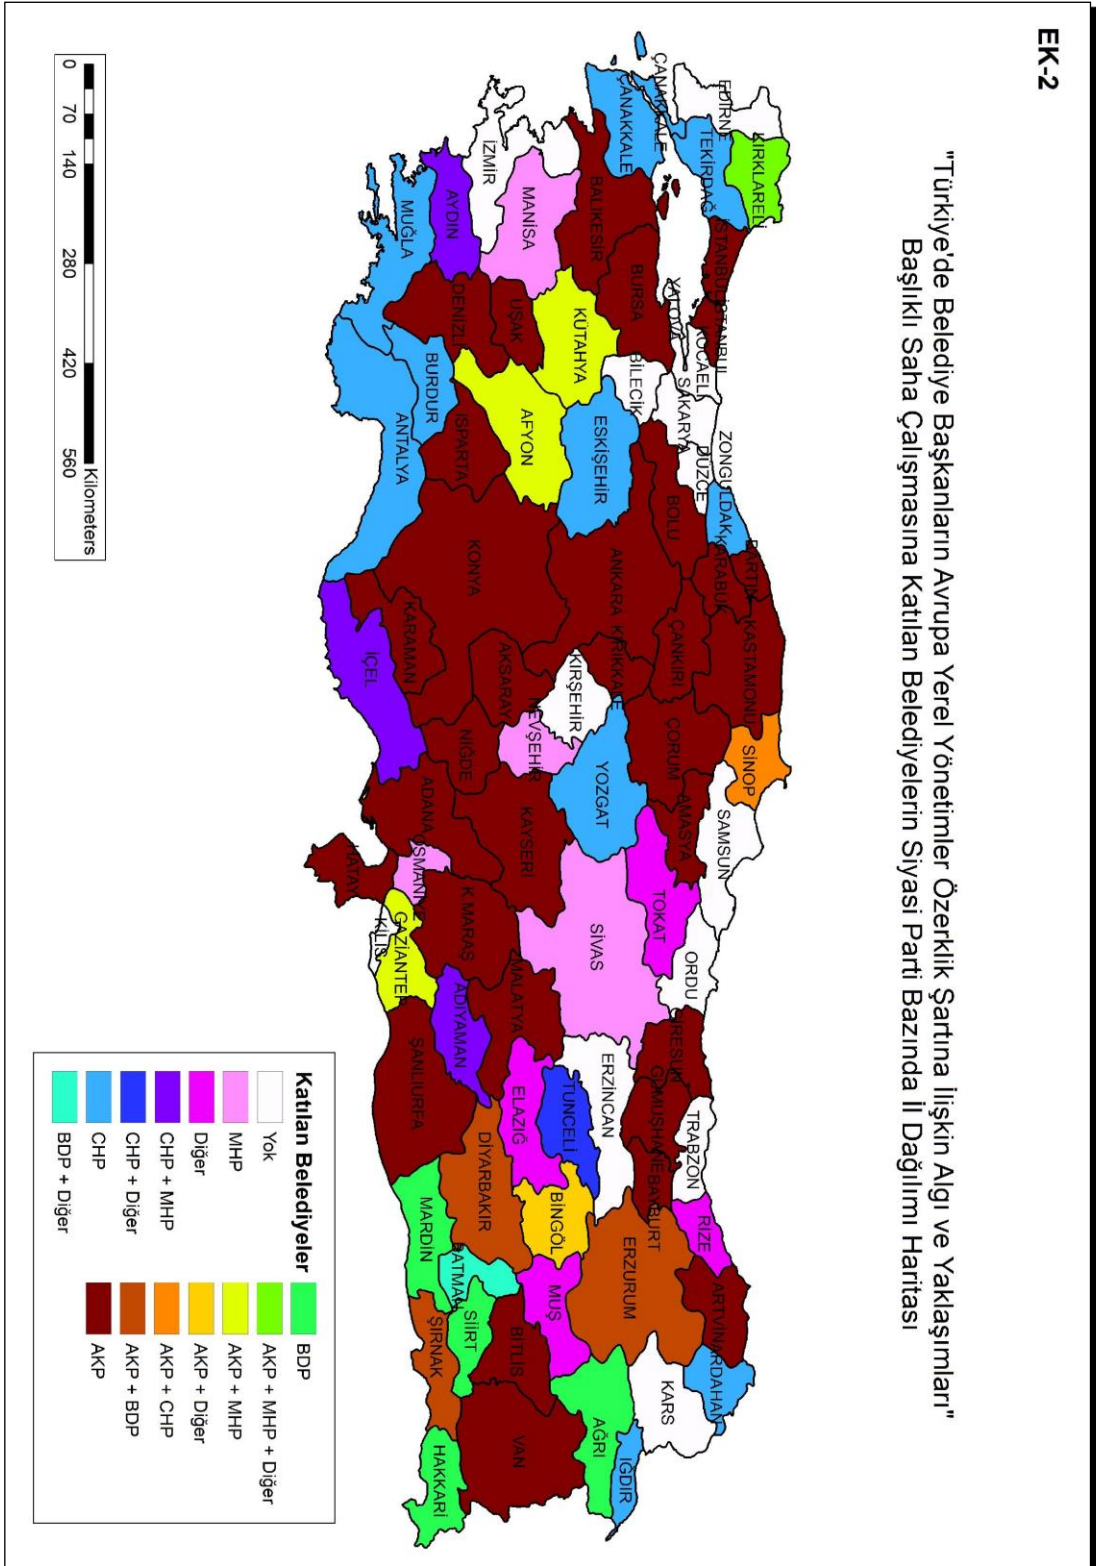 EK-2
"Türkiye'de Belediye Başkanların Avrupa Yerel Yönetimler Özerklik Şartına İlişkin Algı ve Yaklaşımları"
Başlıklı Saha Çalışmasına Katılan Belediyelerin Siyasi Parti Bazında İl Dağılımı Haritası
EDİRNE
KIRKLARELİ
TEKİRDAĞ
ÇANAKKALE
ÇANAKKALE
İSTANBUL
İSTANBUL
KOCAELİ
YALOVA
SAKARYA
DÜZCE
ZONGULDAK
BARTIN
KARABÜK
KASTAMONU
SİNOP
SAMSUN
ORDU
GİRESUN
TRABZON
RİZE
ARTVİN
ARDAHAN
BALIKESİR
BURSA
BİLECİK
BOLU
ÇANKIRI
ÇORUM
AMASYA
TOKAT
GÜMÜŞHANE
BAYBURT
ERZURUM
KARS
IĞDIR
AĞRI
İZMİR
MANİSA
KÜTAHYA
ESKİŞEHİR
ANKARA
KIRIKKALE
KIRŞEHİR
YOZGAT
SİVAS
ERZİNCAN
TUNCELİ
BİNGÖL
MUŞ
UŞAK
AFYON
KONYA
AKSARAY
NEVŞEHİR
KAYSERİ
MALATYA
ELAZIĞ
DİYARBAKIR
BİTLİS
VAN
AYDIN
DENİZLİ
BURDUR
ISPARTA
NİĞDE
K.MARAŞ
ADIYAMAN
BATMAN
SİİRT
MUĞLA
ANTALYA
KARAMAN
İÇEL
ADANA
OSMANİYE
HATAY
GAZİANTEP
KİLİS
ŞANLIURFA
MARDİN
ŞIRNAK
HAKKARİ
0 70 140 280 420 560
Kilometers
Katılan Belediyeler
Yok
MHP
Diğer
CHP + MHP
CHP + Diğer
CHP
BDP + Diğer
BDP
AKP + MHP + Diğer
AKP + MHP
AKP + Diğer
AKP + CHP
AKP + BDP
AKP